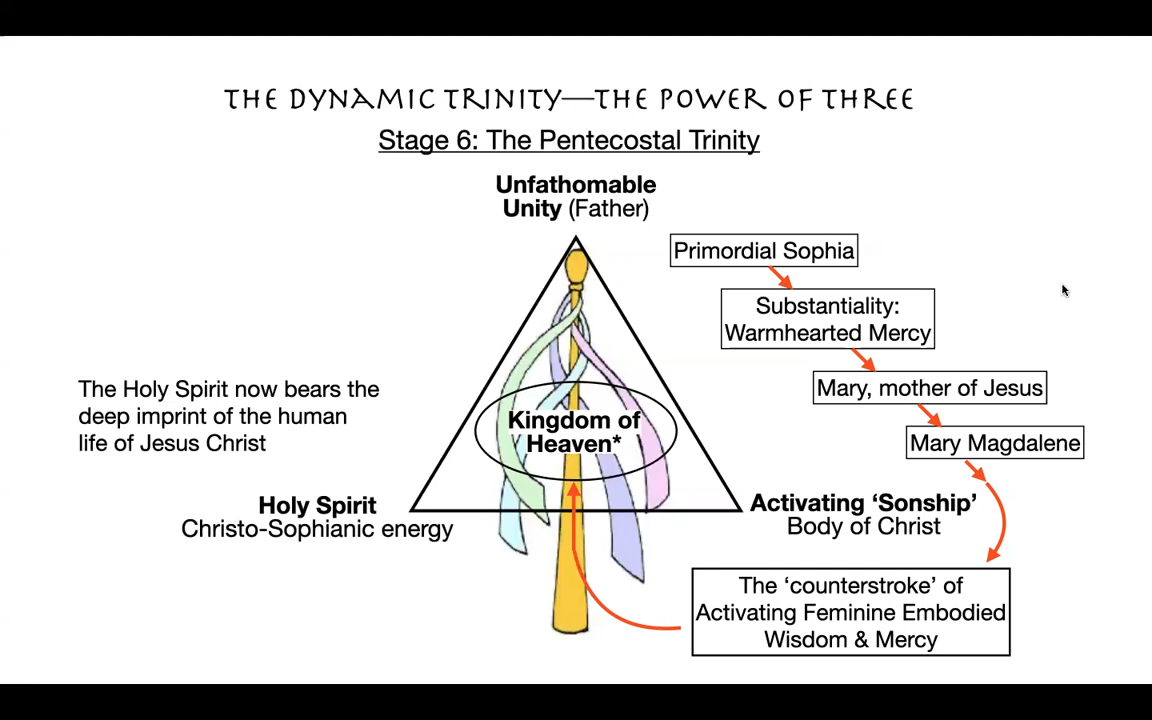 THE DYNAMIC TRINITY—THE POWER OF THREE
Stage 6: The Pentecostal Trinity
Unfathomable
Unity (Father)
Primordial Sophia
Substantiality:
Warmhearted Mercy
Mary, mother of Jesus
Mary Magdalene
The Holy Spirit now bears the
deep imprint of the human
life of Jesus Christ
Kingdom of
Heaven*
Holy Spirit
Christo-Sophianic energy
Activating ‘Sonship’
Body of Christ
The ‘counterstroke’ of
Activating Feminine Embodied
Wisdom & Mercy